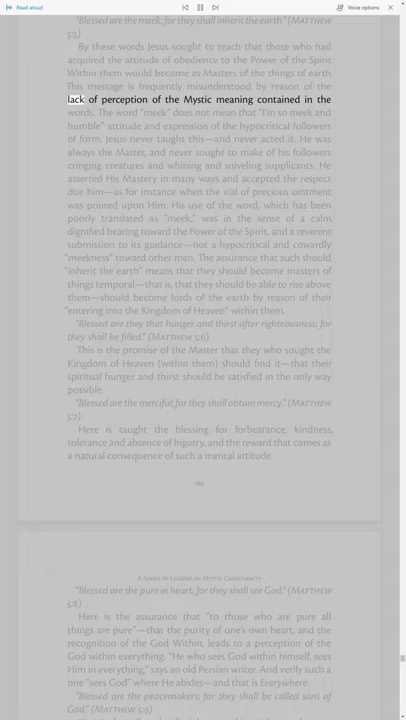 Read aloud
Voice options
"Blessed are the meek; for they shall inherit the earth." (Matthew
5:5)
By these words Jesus sought to teach that those who had
acquired the attitude of obedience to the Power of the Spirit
Within them would become as Masters of the things of earth.
This message is frequently misunderstood by reason of the
lack of perception of the Mystic meaning contained in the
words. The word "meek" does not mean that "I'm so meek and
humble" attitude and expression of the hypocritical followers
of form. Jesus never taught this—and never acted it. He was
always the Master, and never sought to make of his followers
cringing creatures and whining and sniveling supplicants. He
asserted His Mastery in many ways and accepted the respect
due him—as for instance when the vial of precious ointment
was poured upon Him. His use of the word, which has been
poorly translated as "meek," was in the sense of a calm,
dignified bearing toward the Power of the Spirit, and a reverent
submission to its guidance—not a hypocritical and cowardly
"meekness" toward other men. The assurance that such should
"inherit the earth" means that they should become masters of
things temporal—that is, that they should be able to rise above
them—should become lords of the earth by reason of their
"entering into the Kingdom of Heaven" within them.
"Blessed are they that hunger and thirst after righteousness; for
they shall be filled." (Matthew 5:6)
This is the promise of the Master that they who sought the
Kingdom of Heaven (within them) should find it—that their
spiritual hunger and thirst should be satisfied in the only way
possible.
"Blessed are the merciful; for they shall obtain mercy." (Matthew
5:7)
Here is taught the blessing for forbearance; kindness,
tolerance and absence of bigotry, and the reward that comes as
a natural consequence of such a mental attitude.
A Series of Lessons in Mystic Christianity
"Blessed are the pure in heart; for they shall see God." (Matthew
5:8)
Here is the assurance that "to those who are pure all
things are pure"—that the purity of one's own heart, and the
recognition of the God Within, leads to a perception of the
God within everything. "He who sees God within himself, sees
Him in everything," says an old Persian writer. And verily such a
one "sees God" where He abides—and that is Everywhere.
"Blessed are the peacemakers; for they shall be called sons of
God." (Matthew 5:9)